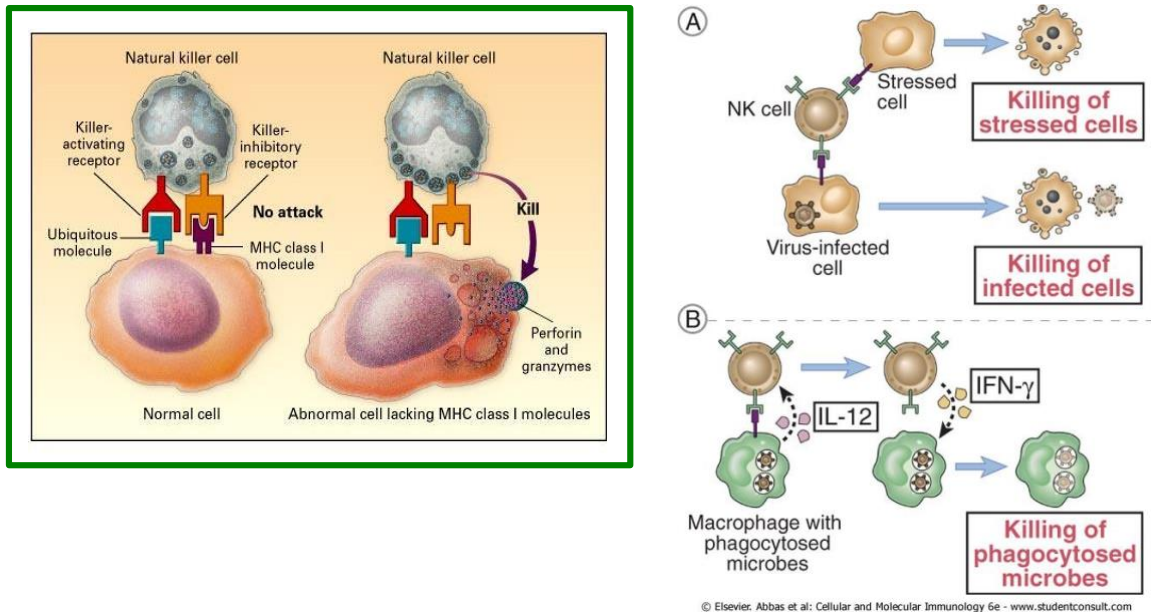 Natural killer cell
Natural killer cell
Killer-
activating
receptor
Killer-
inhibitory
receptor
No attack
Kill
Ubiquitous
molecule
MHC class I
molecule
Perforin
and
granzymes
Normal cell
Abnormal cell lacking MHC class I molecules
A
Stressed
cell
NK cell
Killing of
stressed cells
Virus-infected
cell
Killing of
infected cells
B
IL-12
IFN-γ
Macrophage with
phagocytosed
microbes
Killing of
phagocytosed
microbes
© Elsevier. Abbas et al: Cellular and Molecular Immunology 6e - www.studentconsult.com